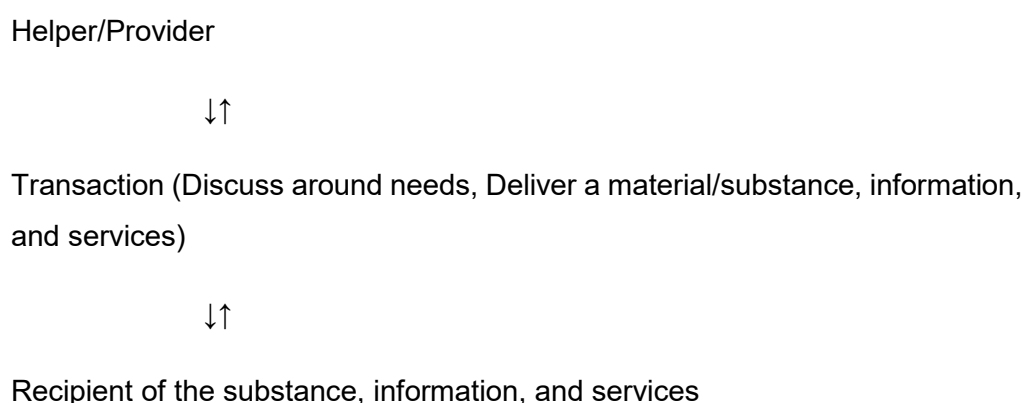 Helper/Provider
↓↑
Transaction (Discuss around needs, Deliver a material/substance, information,
and services)
↓↑
Recipient of the substance, information, and services